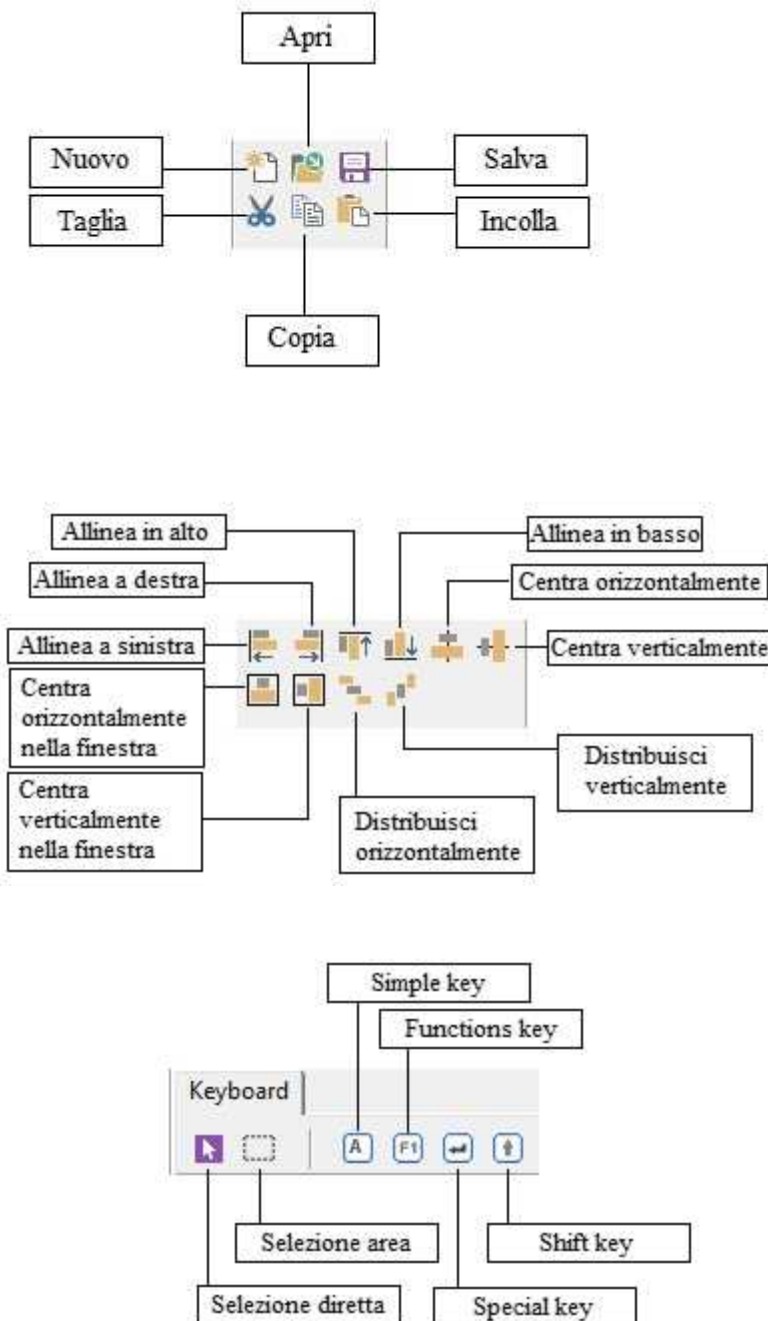 Apri
Nuovo
Salva
Taglia
Incolla
Copia
Allinea in alto
Allinea in basso
Allinea a destra
Centra orizzontalmente
Allinea a sinistra
Centra verticalmente
Centra
orizzontalmente
nella finestra
Centra
verticalmente
nella finestra
Distribuisci
verticalmente
Distribuisci
orizzontalmente
Simple key
Functions key
Keyboard
A
F1
Selezione area
Shift key
Selezione diretta
Special key